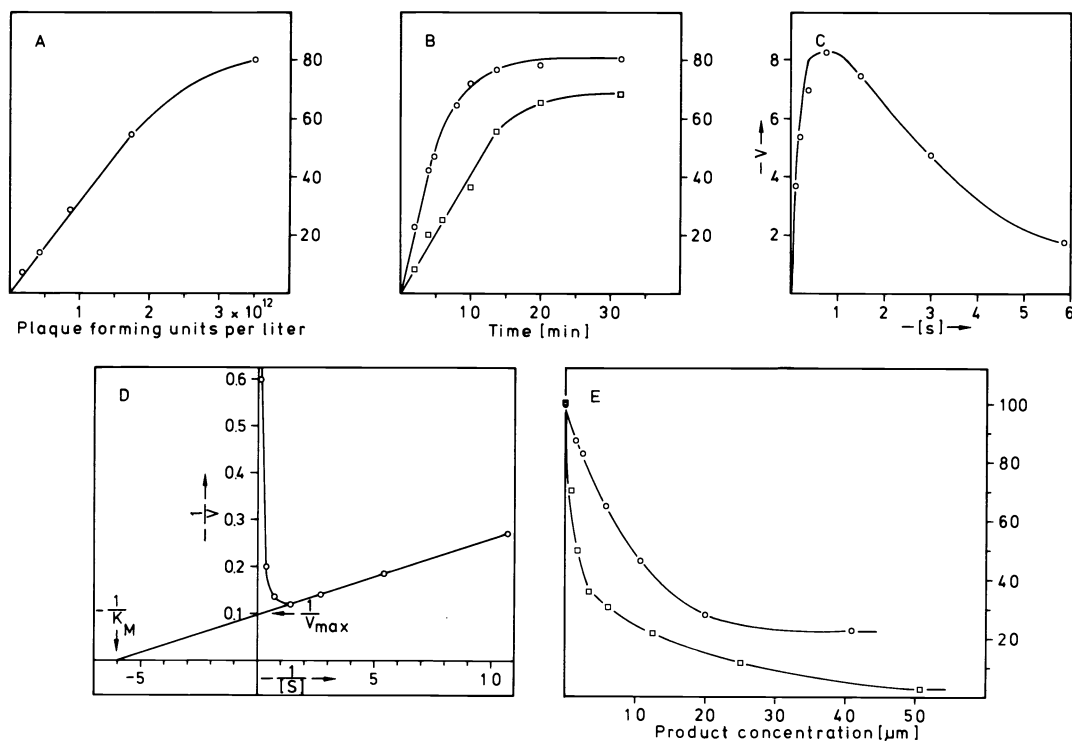 A
80
60
40
20
1 2 3 × 10¹²
Plaque forming units per liter
B
80
60
40
20
10 20 30
Time [min]
C
8
6
4
2
V
1 2 3 4 5 6
[s]
D
0.6
0.5
0.4
0.3
0.2
0.1
1/V
-1/K_M
1/V_max
-5 5 10
1/[S]
E
100
80
60
40
20
10 20 30 40 50
Product concentration [μm]